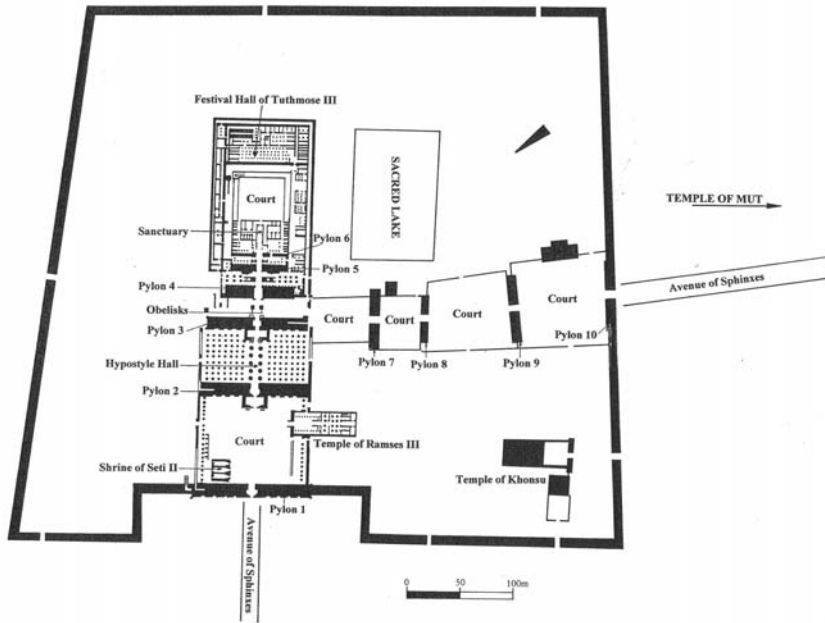 Festival Hall of Tuthmose III
SACRED LAKE
Court
TEMPLE OF MUT
Sanctuary
Pylon 6
Pylon 5
Pylon 4
Avenue of Sphinxes
Court
Obelisks
Court
Court
Court
Pylon 3
Pylon 10
Pylon 7
Pylon 8
Pylon 9
Hypostyle Hall
Pylon 2
Court
Temple of Ramses III
Shrine of Seti II
Temple of Khonsu
Pylon 1
Avenue of Sphinxes
0 50 100m